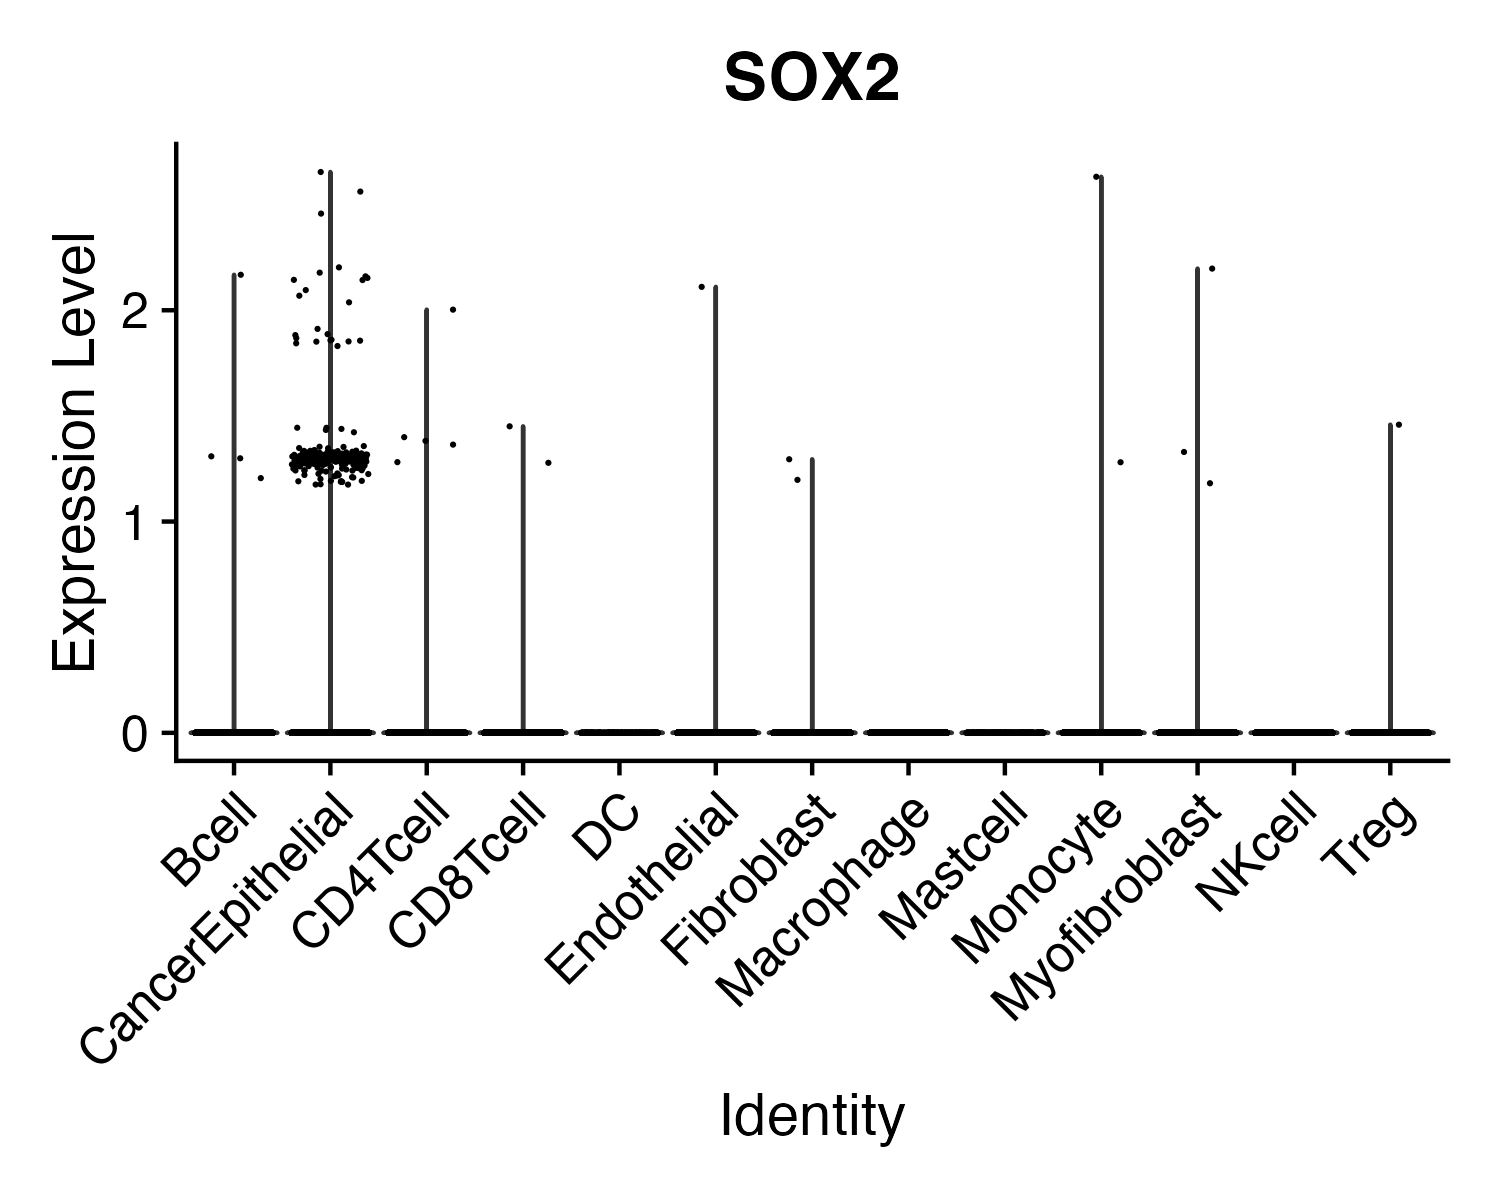 SOX2
Expression Level
2
1
0
Bcell
CancerEpithelial
CD4Tcell
CD8Tcell
DC
Endothelial
Fibroblast
Macrophage
Mastcell
Monocyte
Myofibroblast
NKcell
Treg
Identity